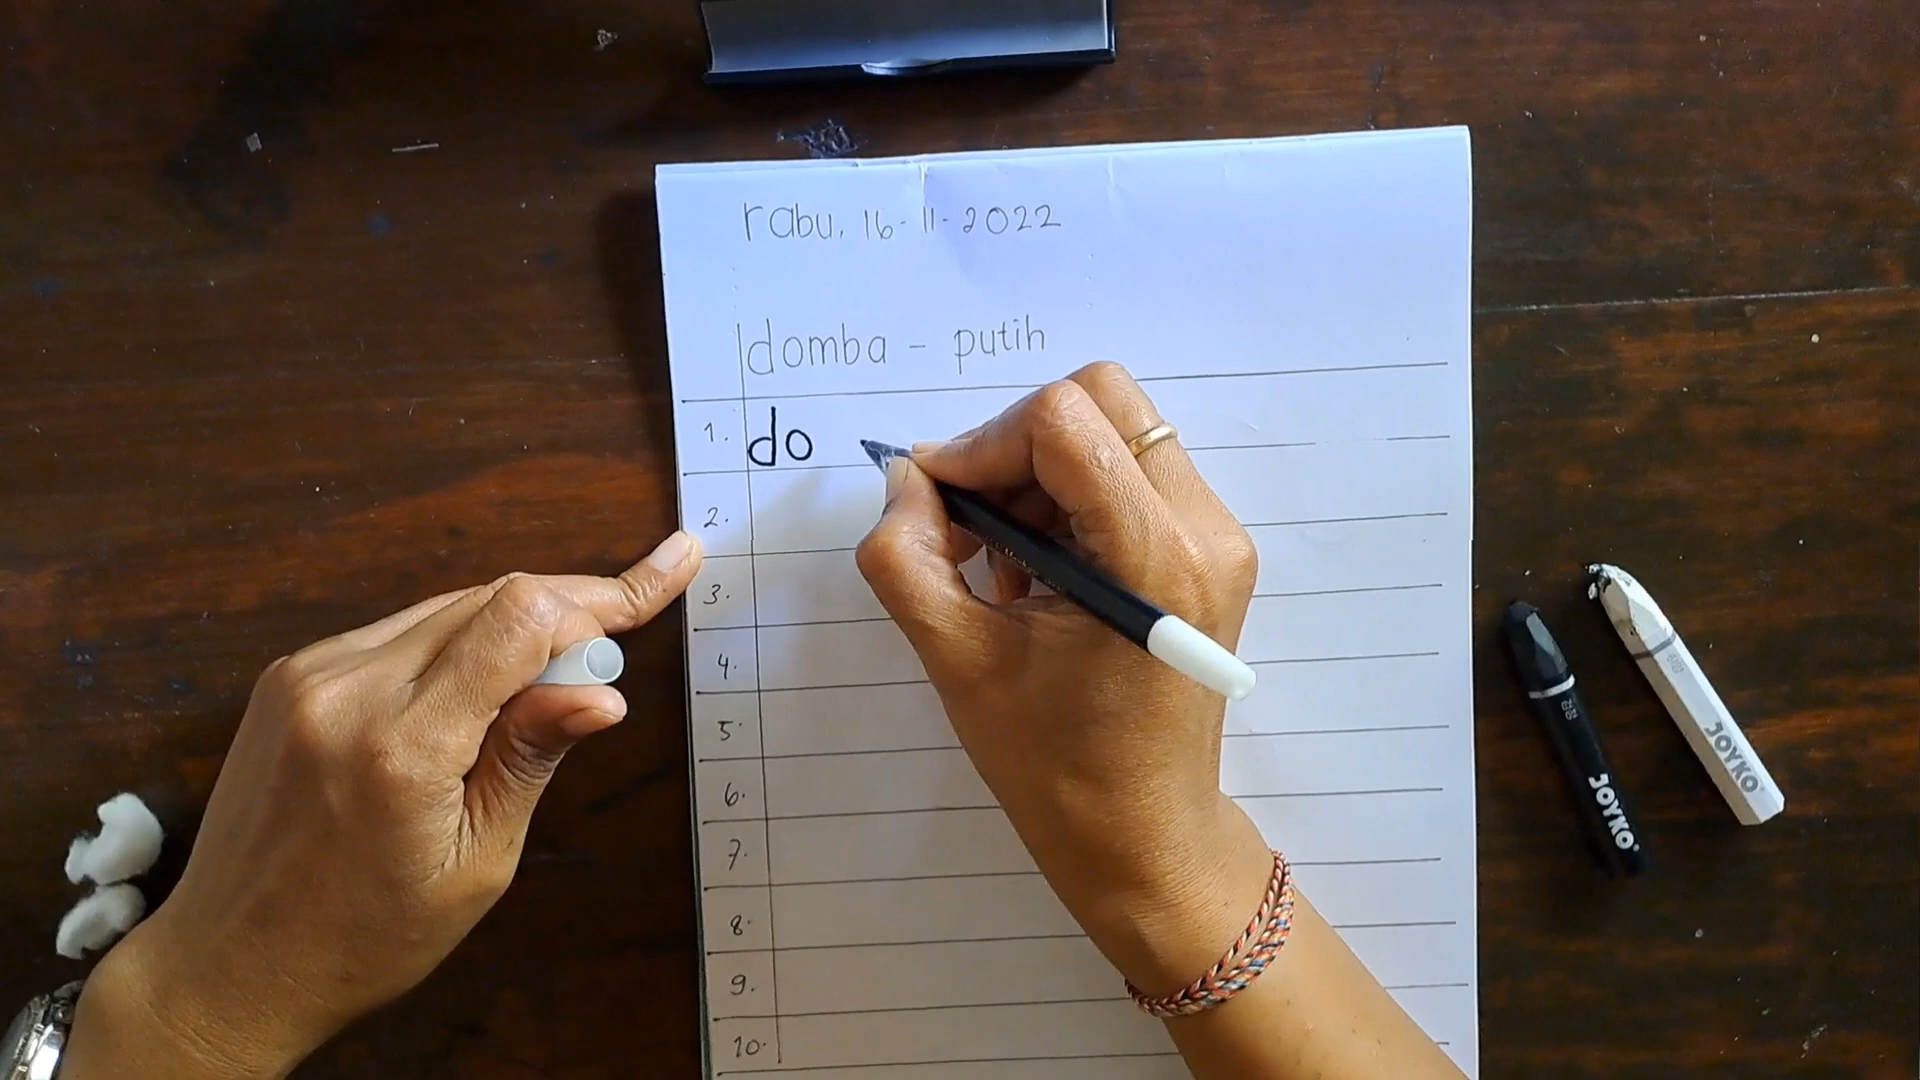 rabu, 16-11-2022
domba - putih
1. do
2.
3.
4.
5.
6.
7.
8.
9.
10.
JOYKO
JOYKO